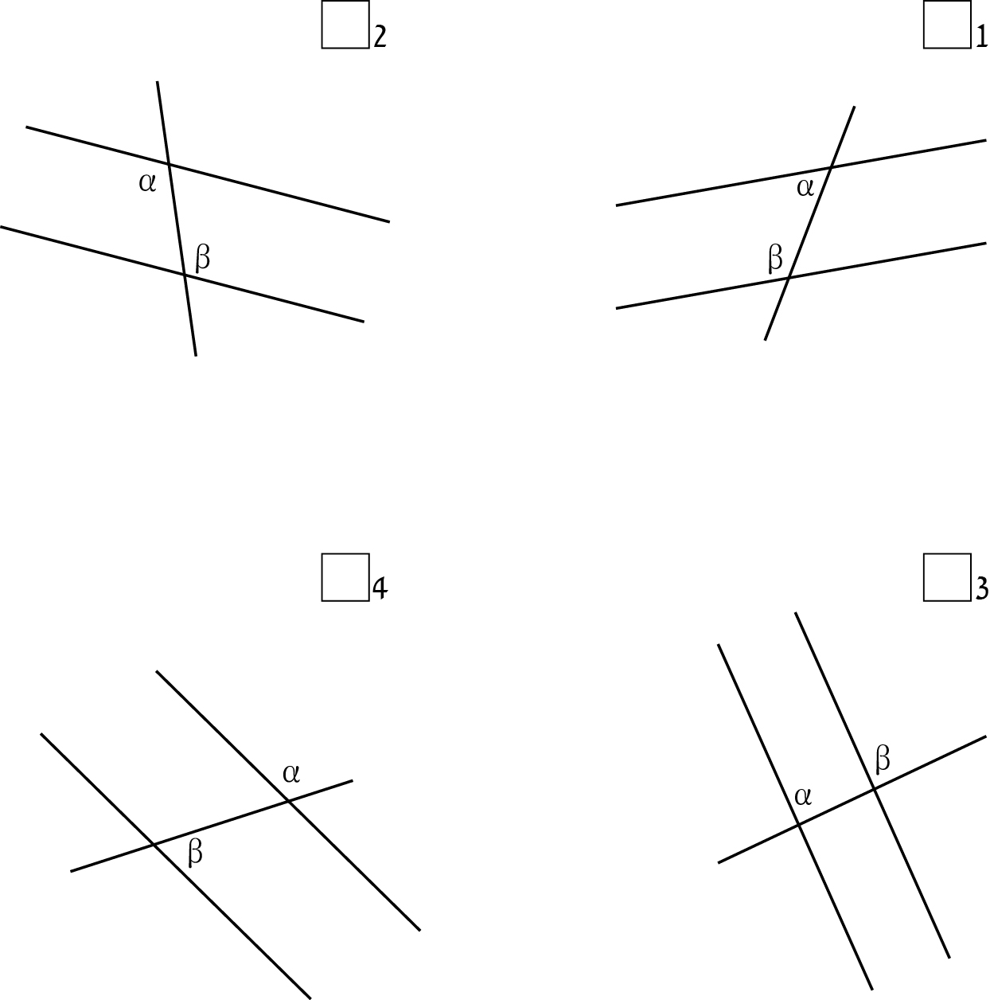 2 1
α α
β β
4 3
α β
β α